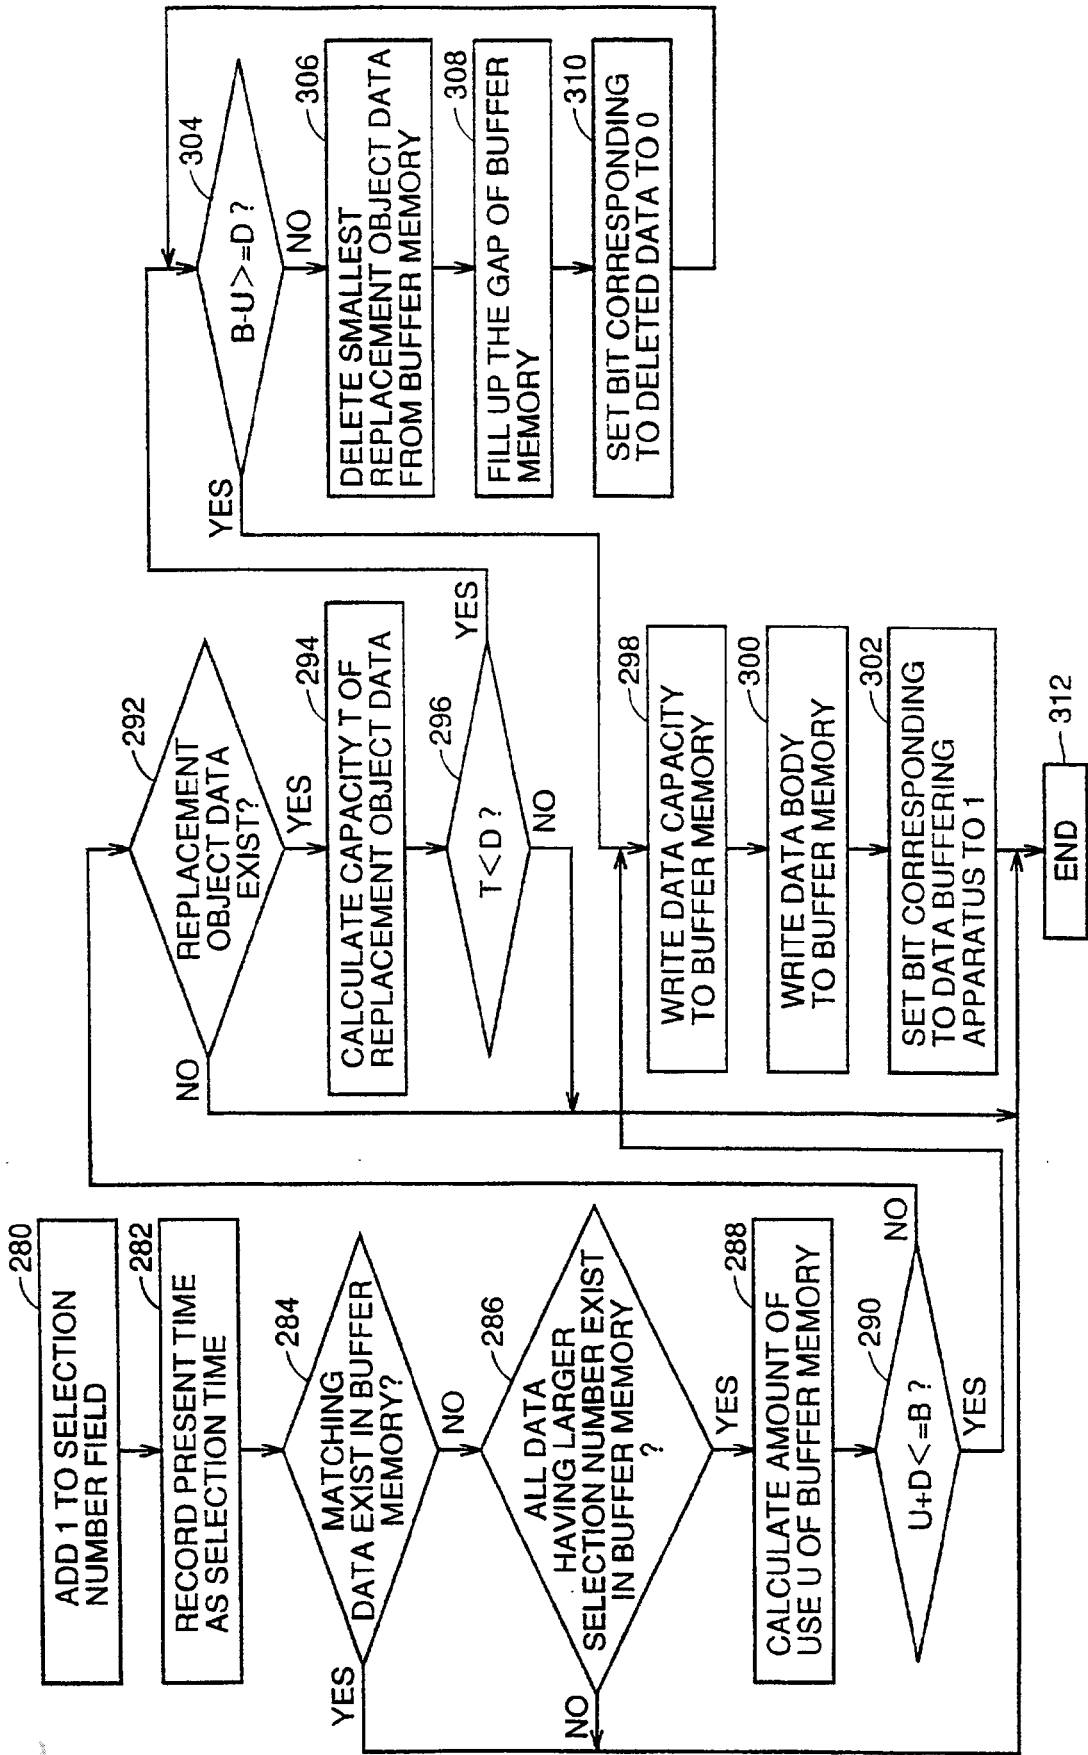 280
ADD 1 TO SELECTION
NUMBER FIELD
282
RECORD PRESENT TIME
AS SELECTION TIME
284
MATCHING
DATA EXIST IN BUFFER
MEMORY?
YES
NO
286
ALL DATA
HAVING LARGER
SELECTION NUMBER EXIST
IN BUFFER MEMORY
?
NO
YES
288
CALCULATE AMOUNT OF
USE U OF BUFFER MEMORY
290
U+D<=B ?
NO
YES
292
REPLACEMENT
OBJECT DATA
EXIST?
NO
YES
294
CALCULATE CAPACITY T OF
REPLACEMENT OBJECT DATA
296
T<D ?
YES
NO
298
WRITE DATA CAPACITY
TO BUFFER MEMORY
300
WRITE DATA BODY
TO BUFFER MEMORY
302
SET BIT CORRESPONDING
TO DATA BUFFERING
APPARATUS TO 1
312
END
304
B-U>=D ?
YES
NO
306
DELETE SMALLEST
REPLACEMENT OBJECT DATA
FROM BUFFER MEMORY
308
FILL UP THE GAP OF BUFFER
MEMORY
310
SET BIT CORRESPONDING
TO DELETED DATA TO 0